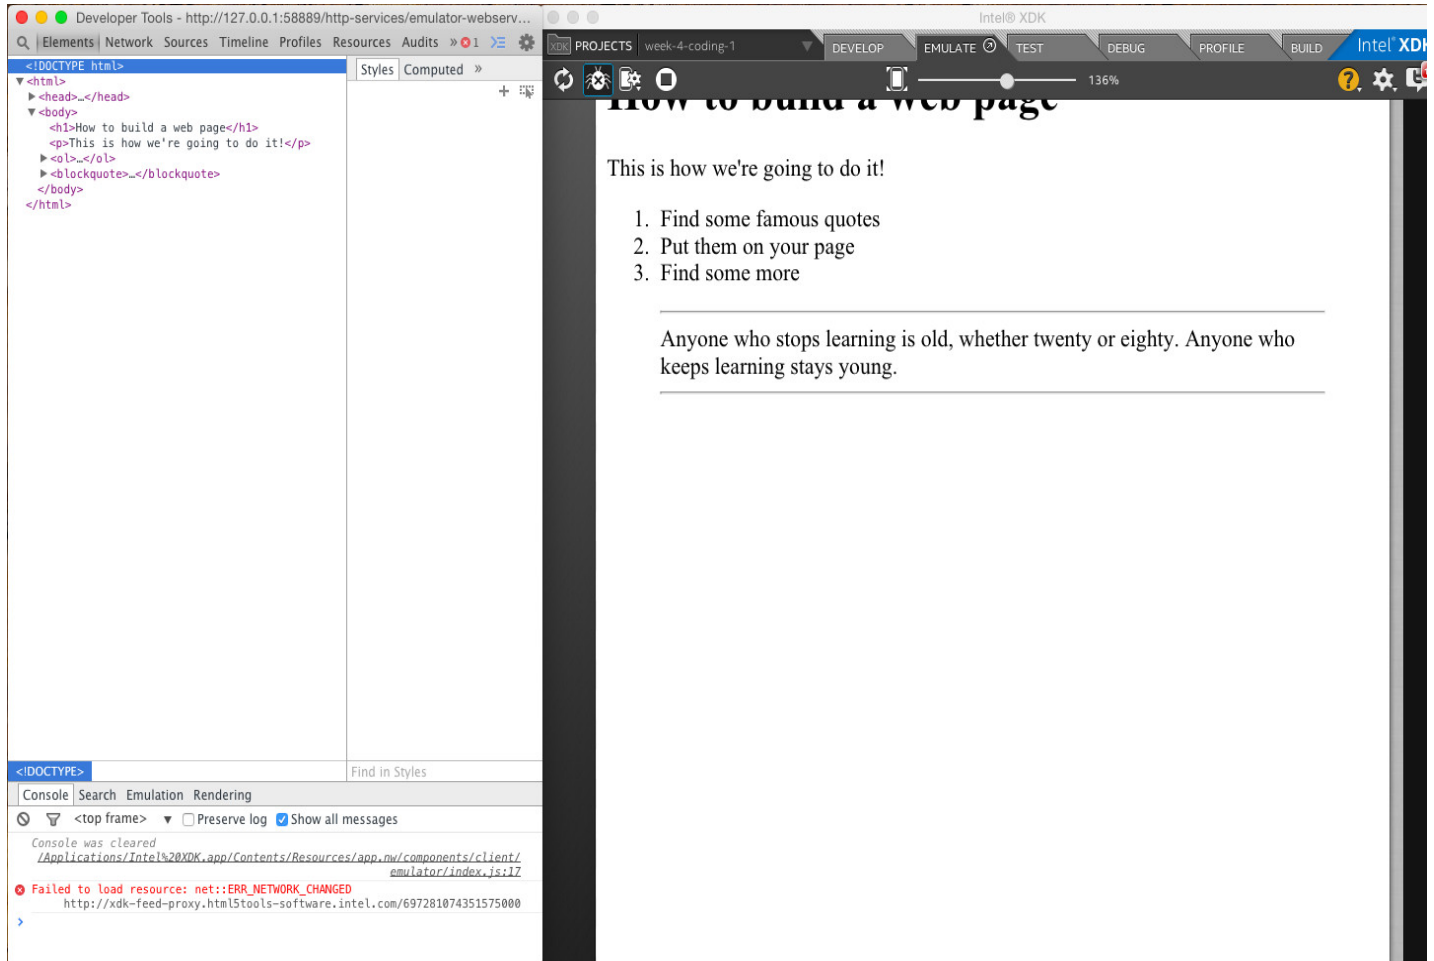 Developer Tools - http://127.0.0.1:58889/http-services/emulator-webserv...
Elements Network Sources Timeline Profiles Resources Audits » 1
<!DOCTYPE html>
<html>
<head>…</head>
<body>
<h1>How to build a web page</h1>
<p>This is how we're going to do it!</p>
<ol>…</ol>
<blockquote>…</blockquote>
</body>
</html>
Styles Computed »
<!DOCTYPE>
Find in Styles
Console Search Emulation Rendering
<top frame> Preserve log Show all messages
Console was cleared
/Applications/Intel%20XDK.app/Contents/Resources/app.nw/components/client/
emulator/index.js:17
Failed to load resource: net::ERR_NETWORK_CHANGED
http://xdk-feed-proxy.html5tools-software.intel.com/697281074351575000
>
Intel® XDK
XDK PROJECTS week-4-coding-1 DEVELOP EMULATE TEST DEBUG PROFILE BUILD Intel® XDK
136%
How to build a web page
This is how we're going to do it!
1. Find some famous quotes
2. Put them on your page
3. Find some more
Anyone who stops learning is old, whether twenty or eighty. Anyone who
keeps learning stays young.